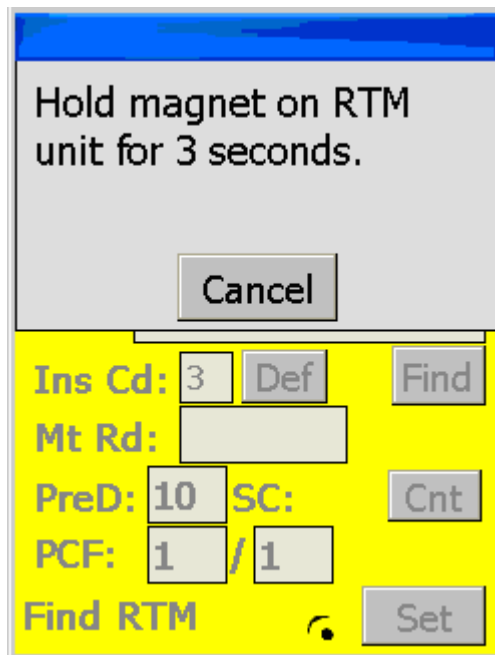 Hold magnet on RTM
unit for 3 seconds.
Cancel
Ins Cd: 3 Def Find
Mt Rd:
PreD: 10 SC: Cnt
PCF: 1 / 1
Find RTM Set